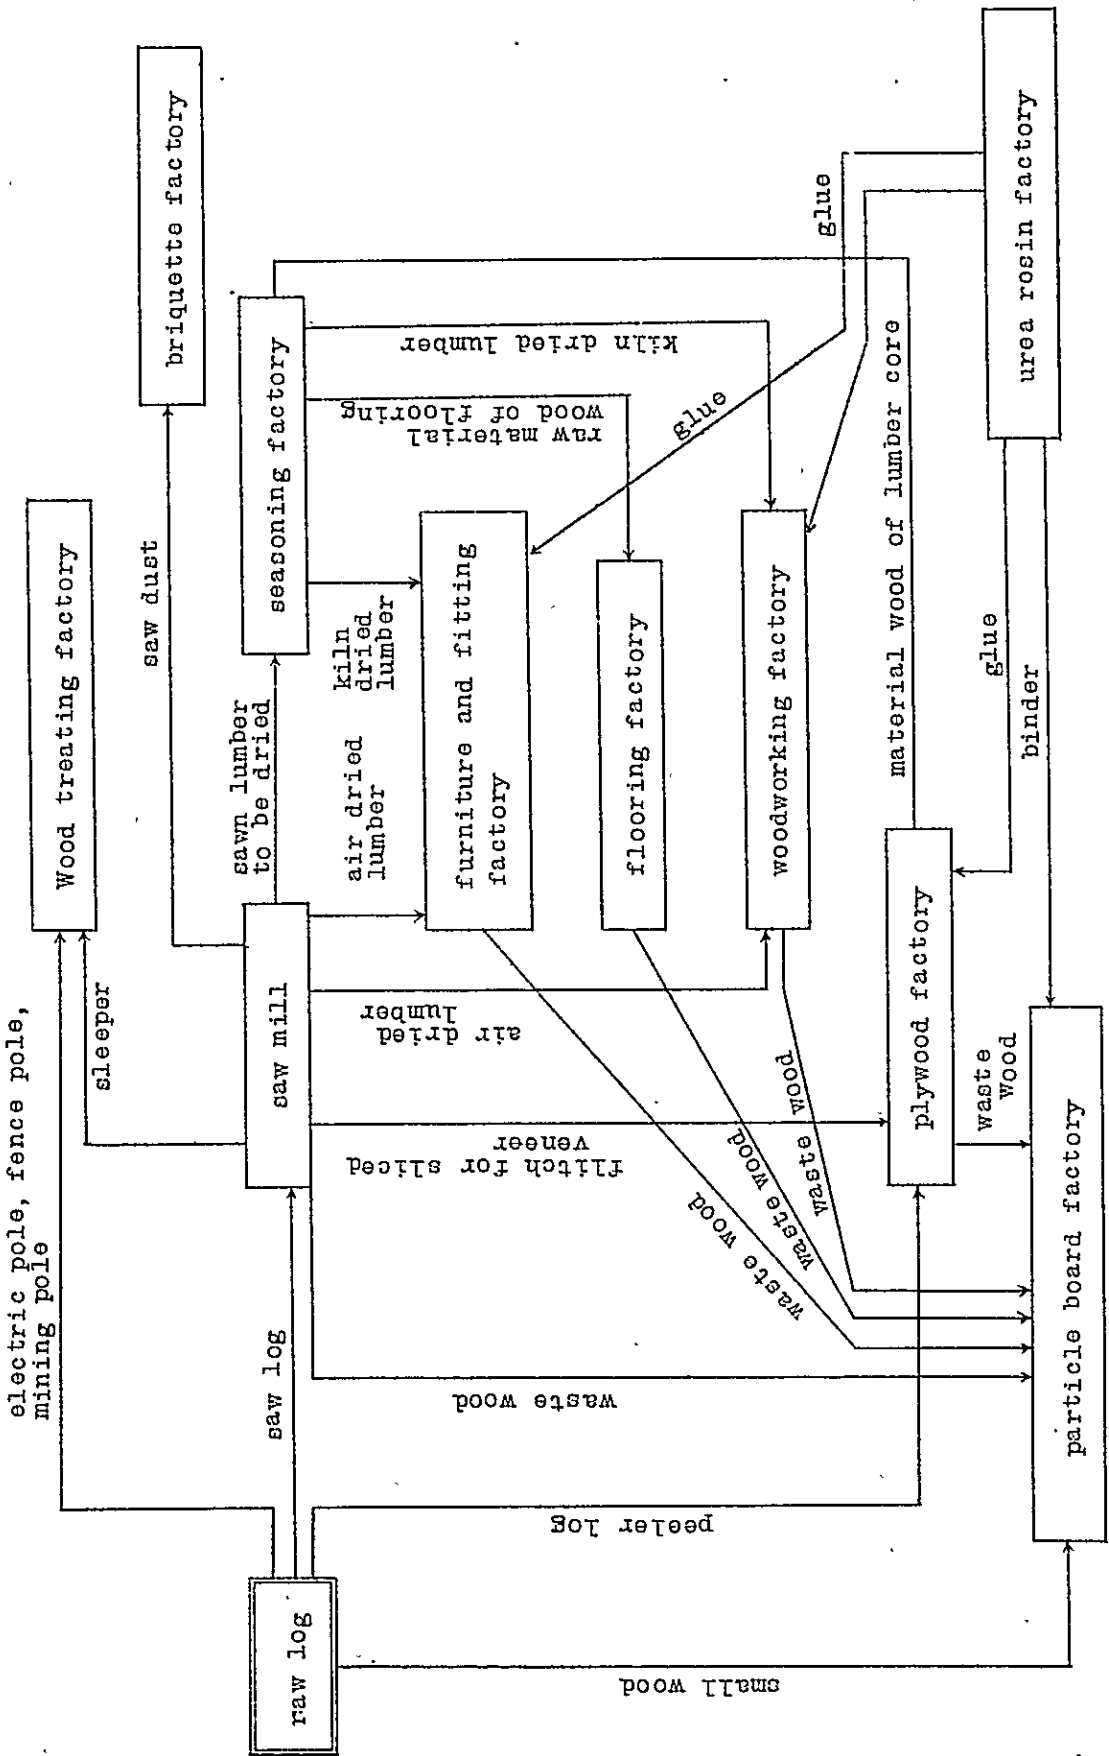 electric pole, fence pole,
mining pole
sleeper
Wood treating factory
saw dust
briquette factory
raw log
saw log
saw mill
sawn lumber
to be dried
seasoning factory
air dried
lumber
kiln
dried
lumber
furniture and fitting
factory
raw material
wood of flooring
kiln dried lumber
glue
glue
flooring factory
air dried
lumber
woodworking factory
flitch for sliced
veneer
waste wood
waste wood
waste wood
waste wood
peeler log
plywood factory
material wood of lumber core
waste
wood
glue
binder
urea rosin factory
small wood
particle board factory